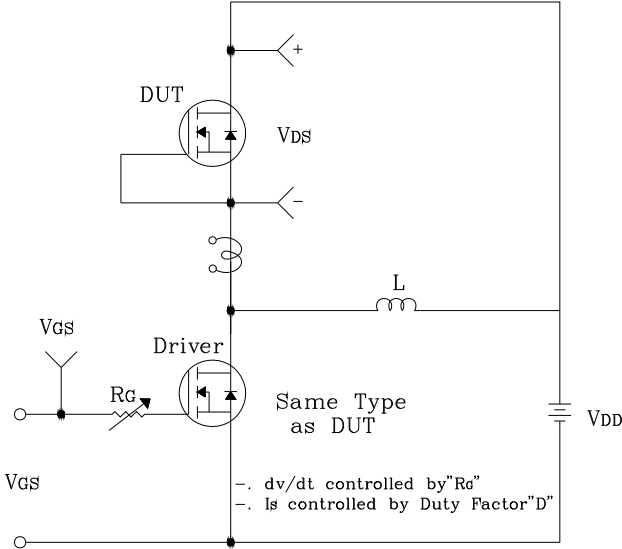 +
DUT
VDS
−
L
VGS
Driver
RG
Same Type
as DUT
VDD
VGS
−. dv/dt controlled by"RG"
−. Is controlled by Duty Factor"D"